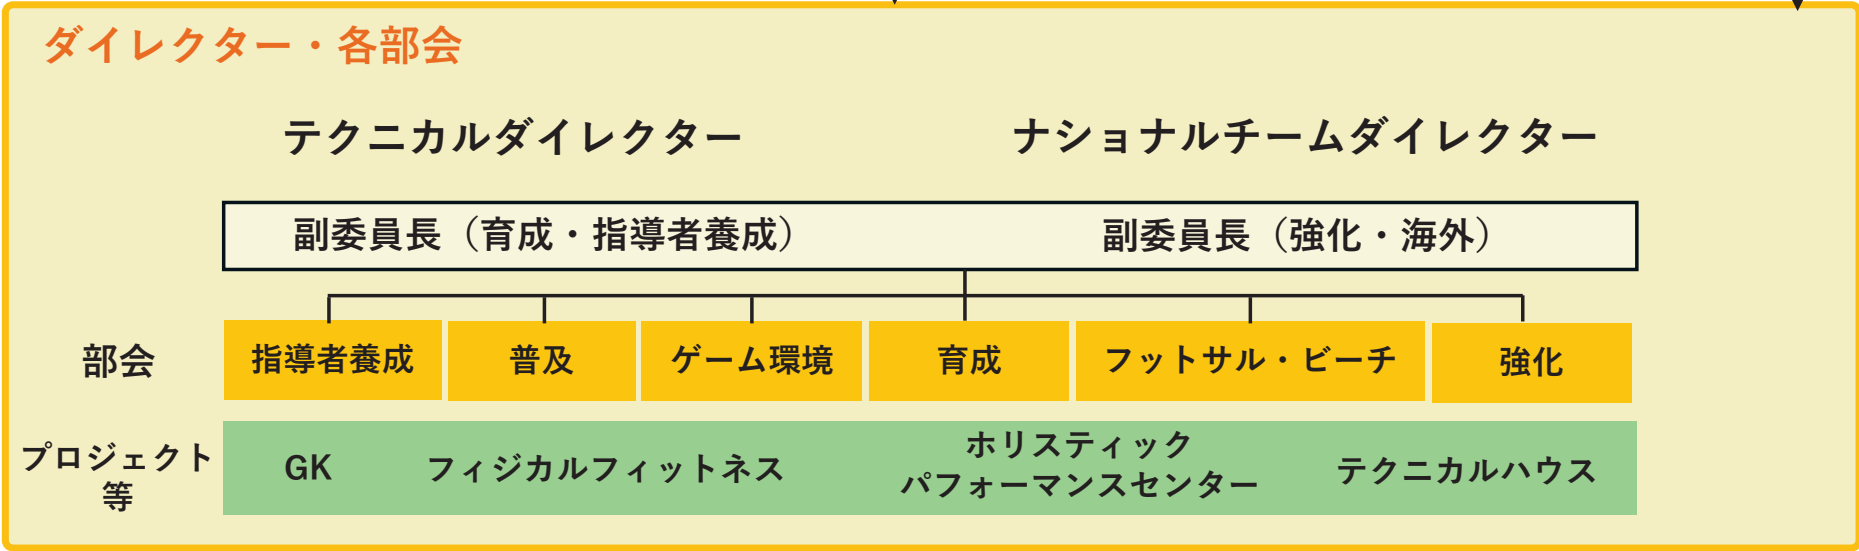 ダイレクター・各部会
テクニカルダイレクター
ナショナルチームダイレクター
副委員長（育成・指導者養成）
副委員長（強化・海外）
部会
指導者養成
普及
ゲーム環境
育成
フットサル・ビーチ
強化
プロジェクト
等
GK
フィジカルフィットネス
ホリスティック
パフォーマンスセンター
テクニカルハウス